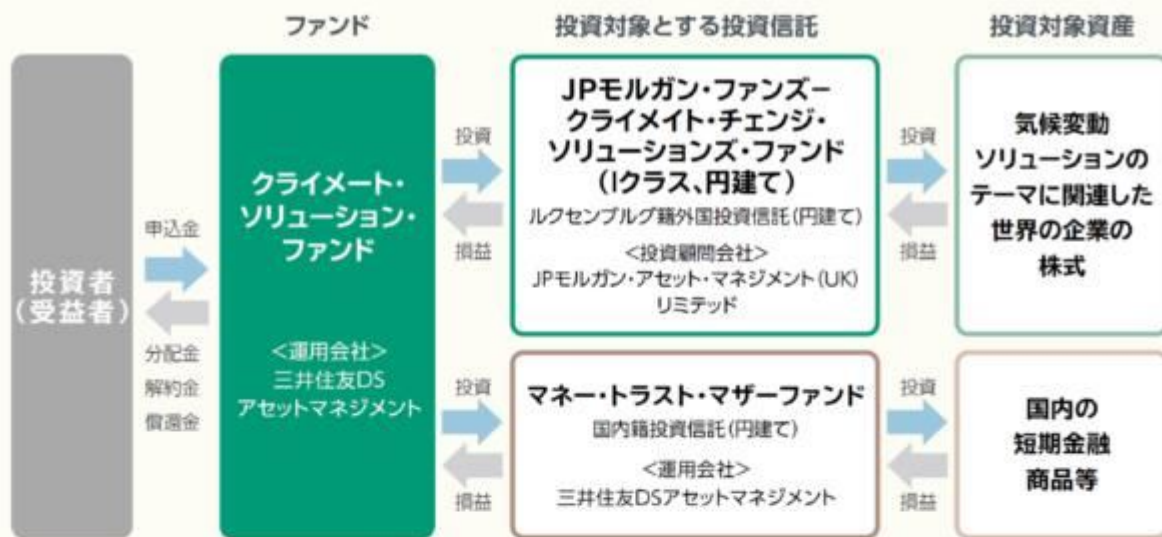 ファンド
投資対象とする投資信託
投資対象資産
投資者
(受益者)
申込金
分配金
解約金
償還金
クライメート・
ソリューション・
ファンド
<運用会社>
三井住友DS
アセットマネジメント
投資
損益
JPモルガン・ファンズー
クライメイト・チェンジ・
ソリューションズ・ファンド
(Iクラス、円建て)
ルクセンブルグ籍外国投資信託(円建て)
<投資顧問会社>
JPモルガン・アセット・マネジメント(UK)
リミテッド
投資
損益
気候変動
ソリューションの
テーマに関連した
世界の企業の
株式
投資
損益
マネー・トラスト・マザーファンド
国内籍投資信託(円建て)
<運用会社>
三井住友DSアセットマネジメント
投資
損益
国内の
短期金融
商品等